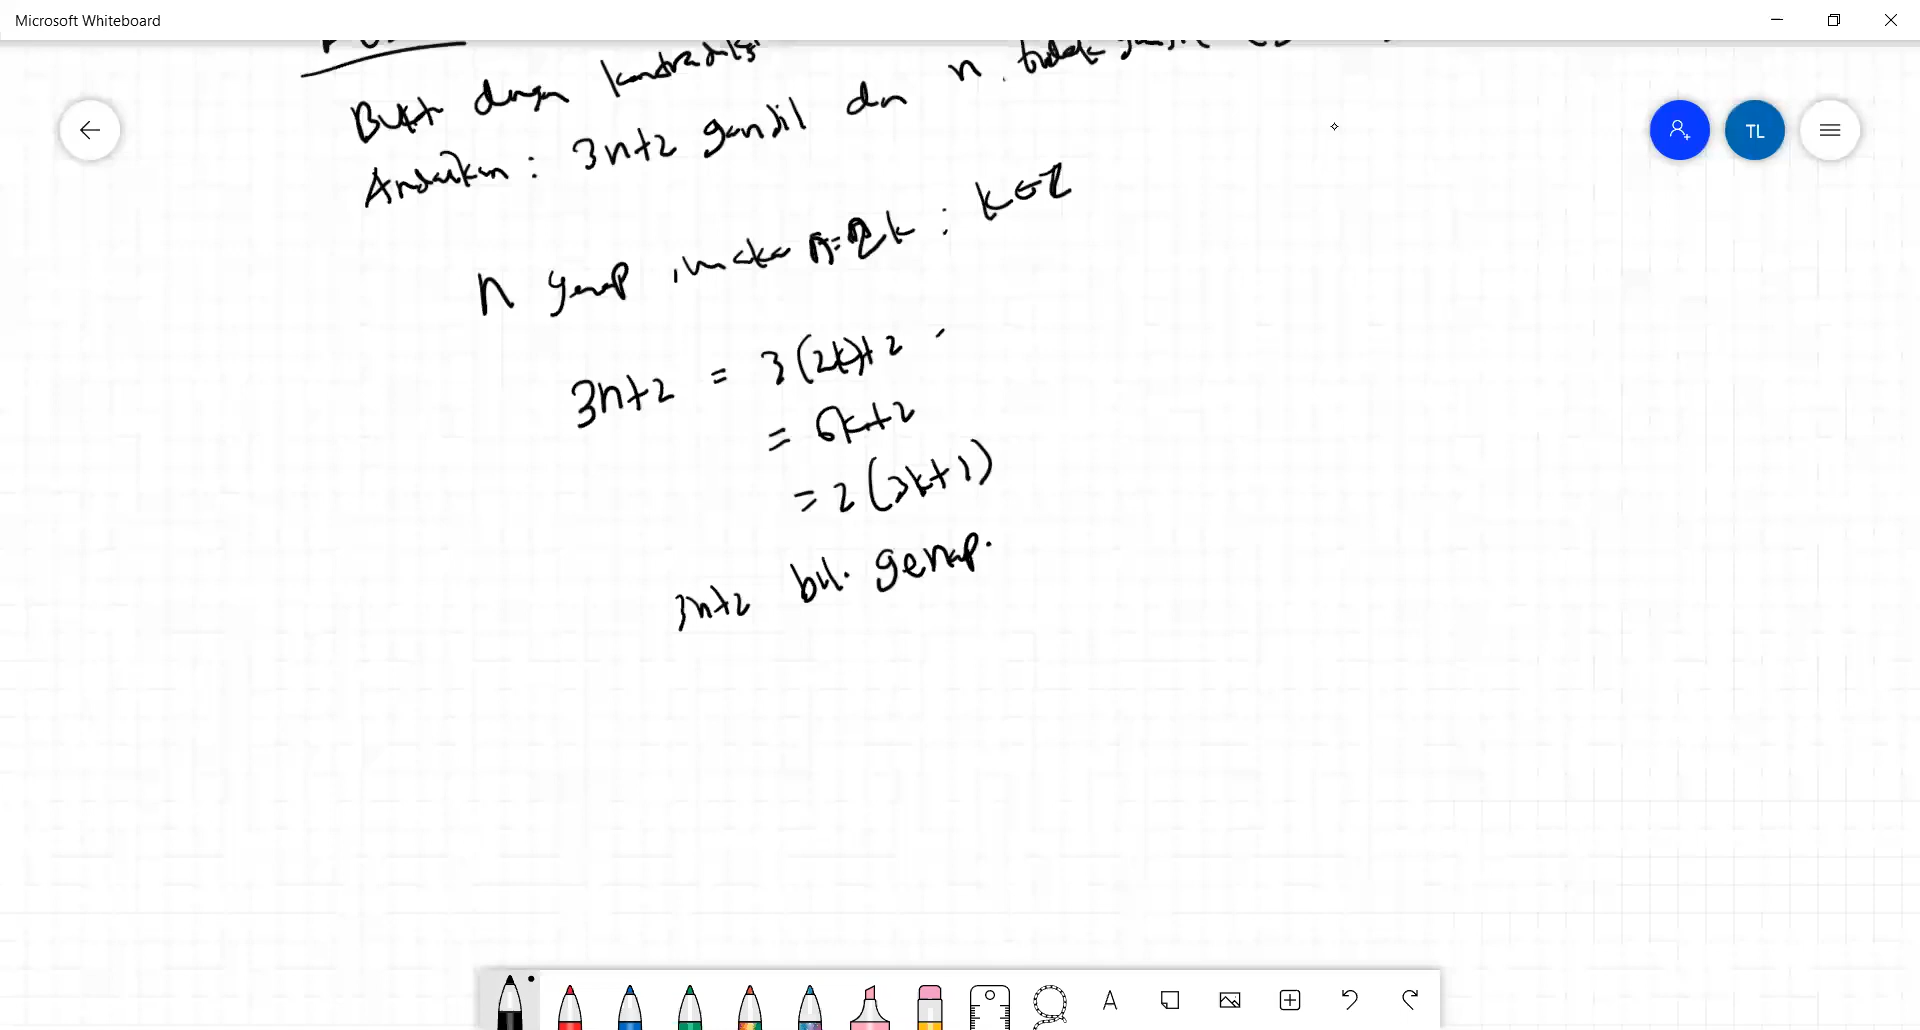 Microsoft Whiteboard
Bukti dengan kontradiksi
Andaikan : 3n+2 ganjil dan n tidak
TL
n genap , maka n=2k ; k∈Z
3n+2 = 3(2k)+2
= 6k+2
= 2(3k+1)
3n+2 bil. genap.
A